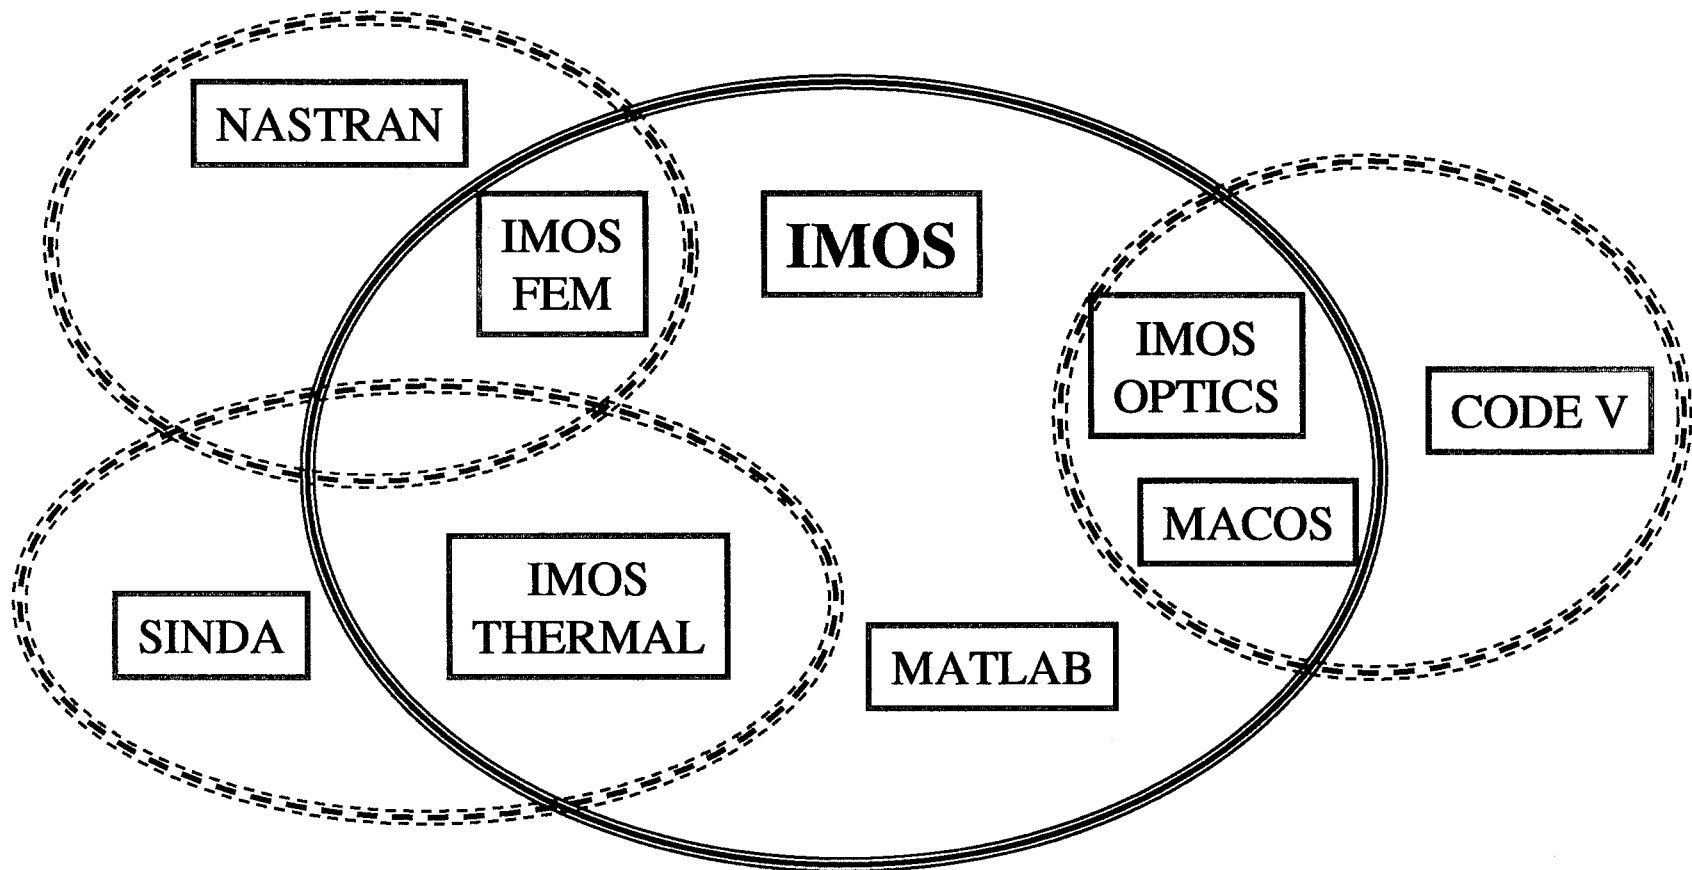 NASTRAN
IMOS
FEM
IMOS
IMOS
OPTICS
CODE V
MACOS
IMOS
THERMAL
SINDA
MATLAB